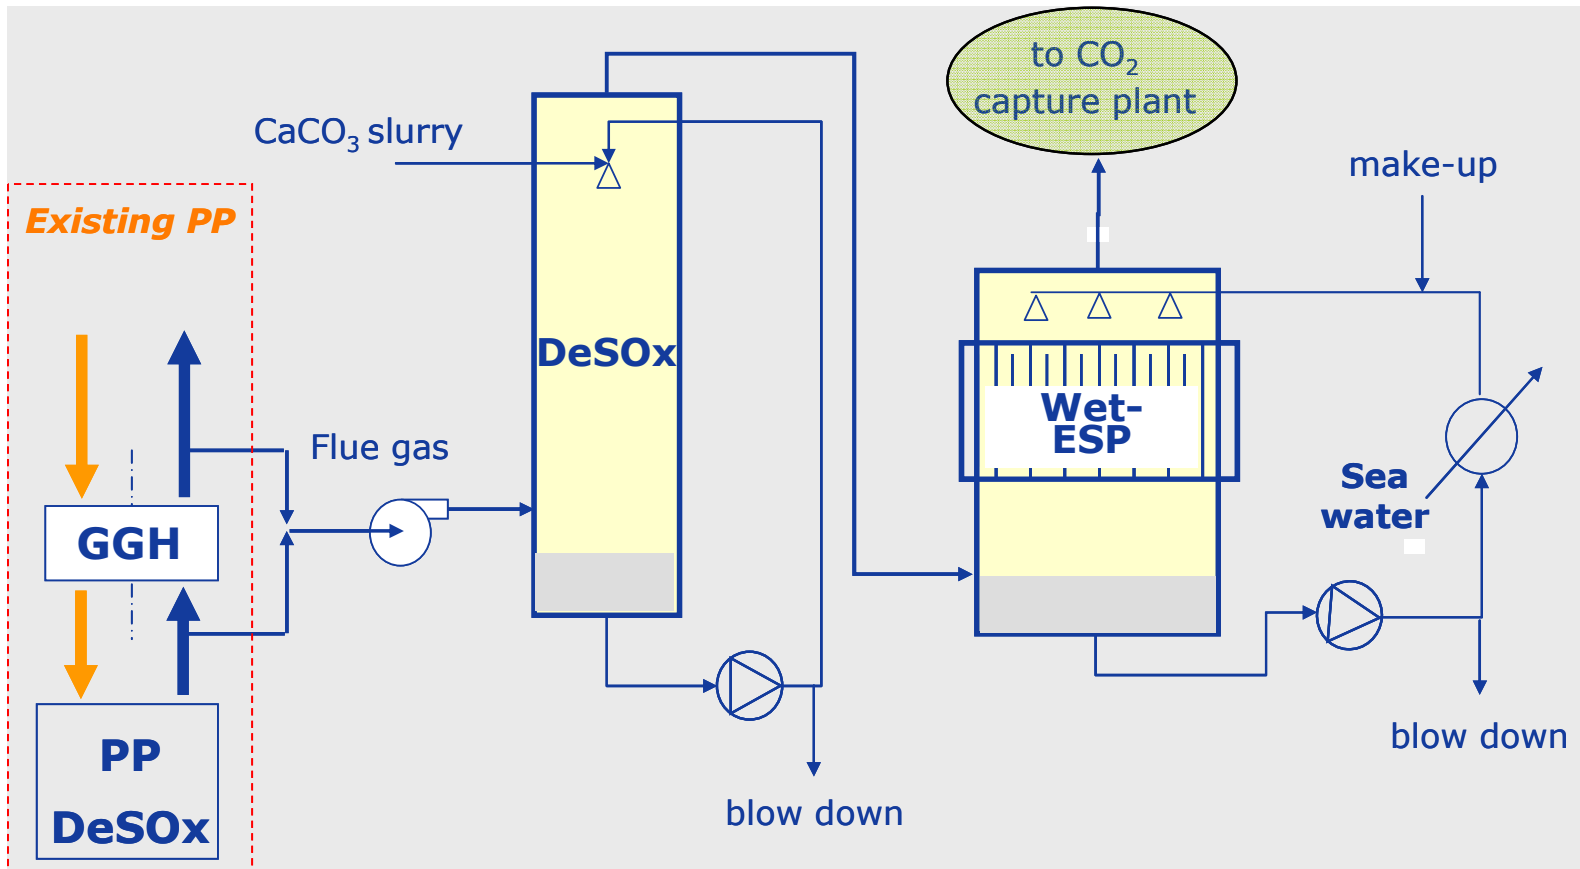 to CO₂
capture plant
CaCO₃ slurry
make-up
Existing PP
DeSOx
Wet-
ESP
Flue gas
Sea
water
GGH
PP
DeSOx
blow down
blow down